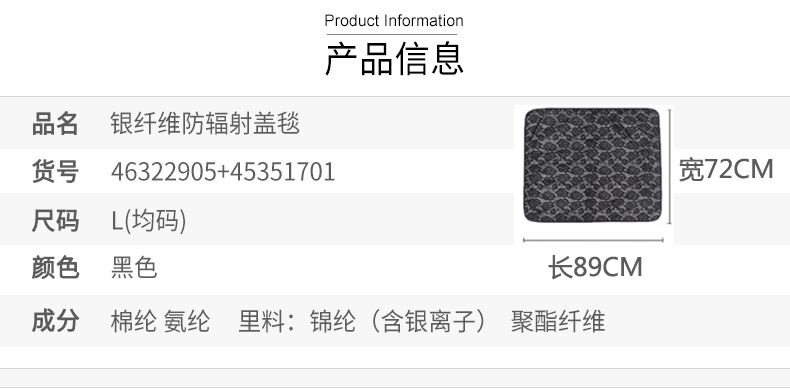 Product Information
产品信息
品名 银纤维防辐射盖毯
货号 46322905+45351701
宽72CM
尺码 L(均码)
颜色 黑色
长89CM
成分 棉纶 氨纶 里料：锦纶（含银离子） 聚酯纤维